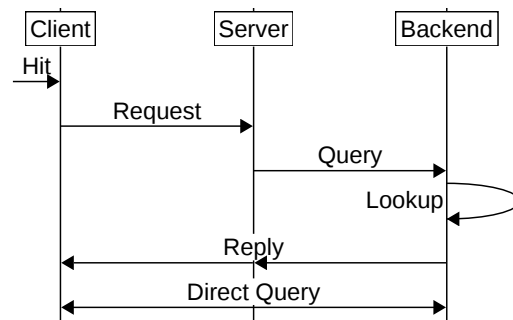 Client Server Backend
Hit
Request
Query
Lookup
Reply
Direct Query